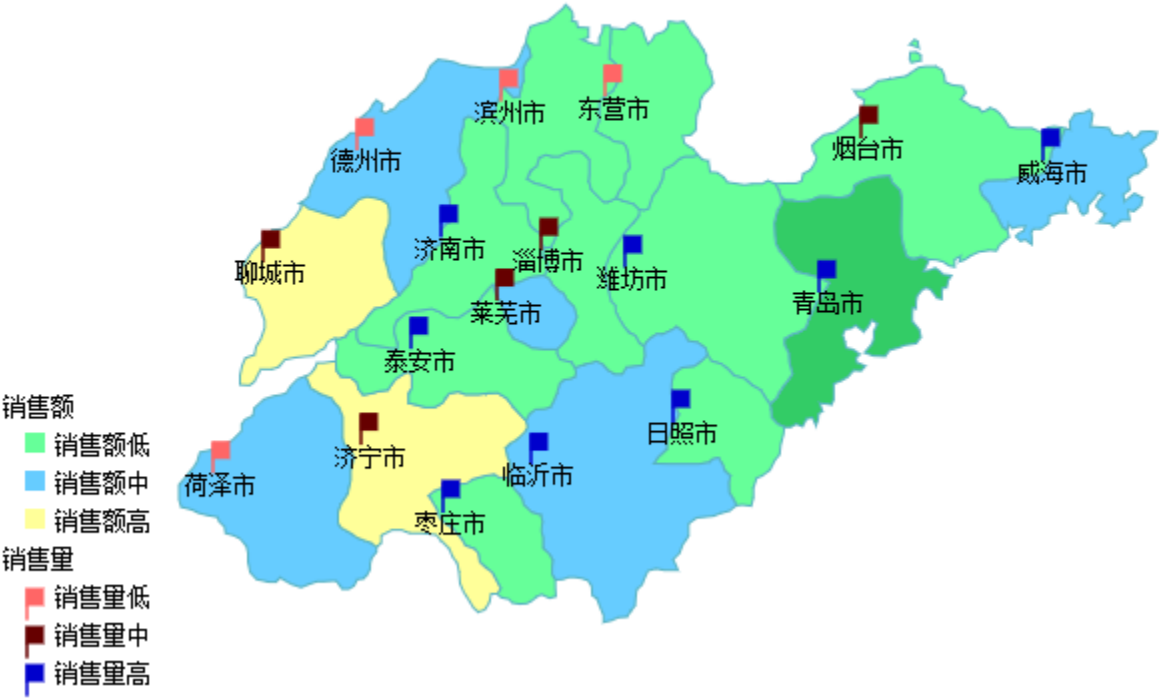 滨州市
东营市
烟台市
德州市
威海市
济南市
淄博市
聊城市
潍坊市
青岛市
莱芜市
泰安市
日照市
济宁市
临沂市
荷泽市
枣庄市
销售额
销售额低
销售额中
销售额高
销售量
销售量低
销售量中
销售量高